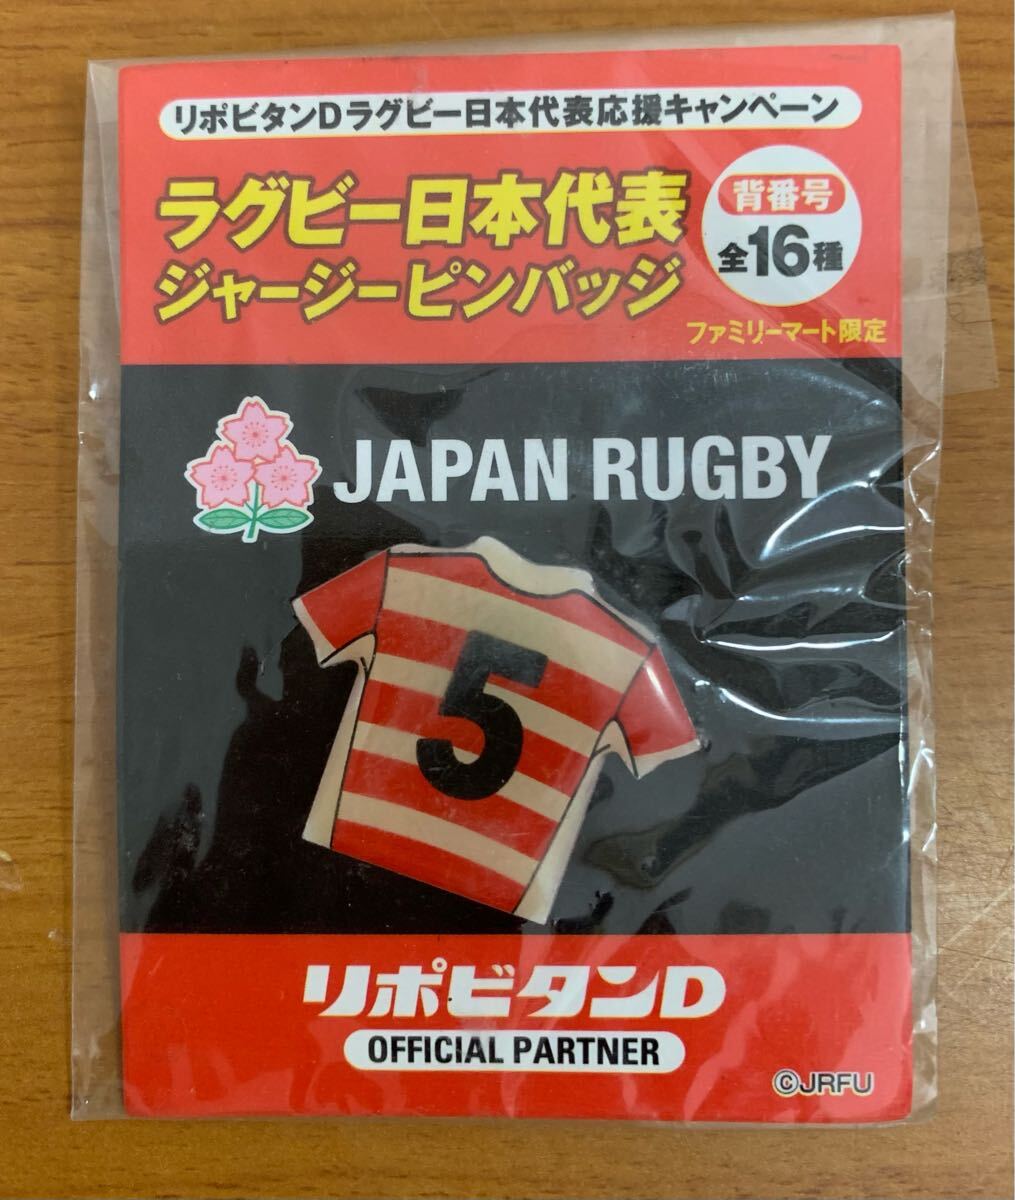 リポビタンDラグビー日本代表応援キャンペーン
ラグビー日本代表
ジャージーピンバッジ
背番号
全16種
ファミリーマート限定
JAPAN RUGBY
5
リポビタンD
OFFICIAL PARTNER
©JRFU